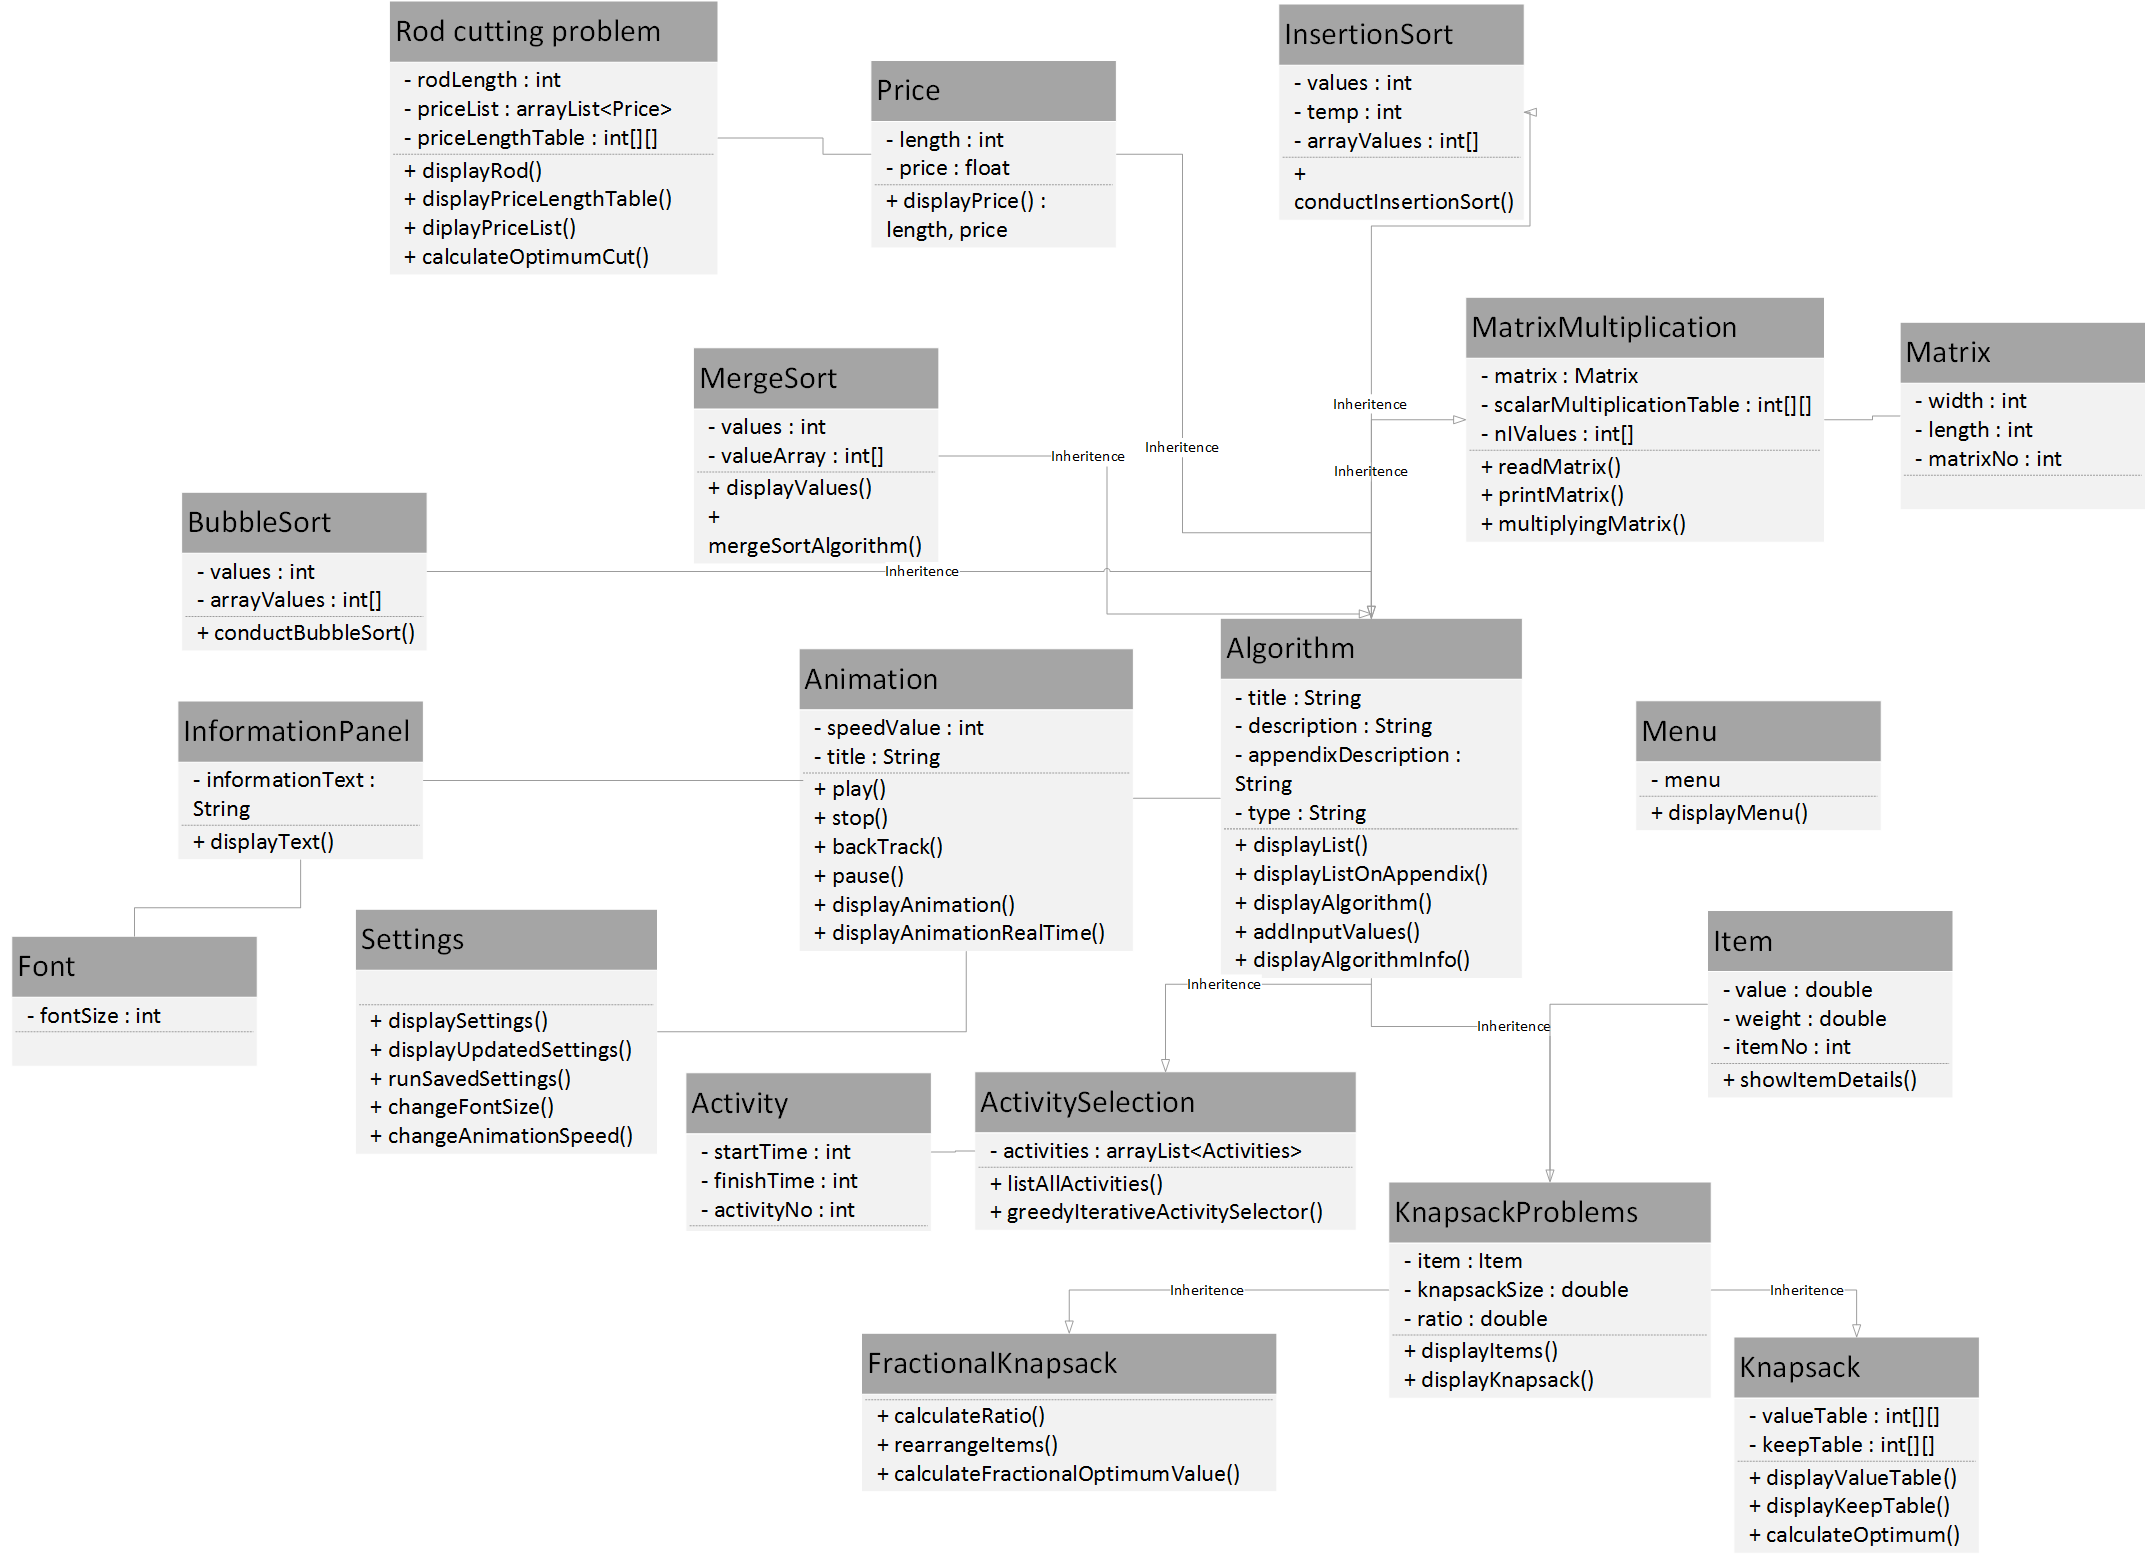 Rod cutting problem
- rodLength : int
- priceList : arrayList<Price>
- priceLengthTable : int[][]
+ displayRod()
+ displayPriceLengthTable()
+ diplayPriceList()
+ calculateOptimumCut()
Price
- length : int
- price : float
+ displayPrice() :
length, price
InsertionSort
- values : int
- temp : int
- arrayValues : int[]
+
conductInsertionSort()
MatrixMultiplication
- matrix : Matrix
- scalarMultiplicationTable : int[][]
- nIValues : int[]
+ readMatrix()
+ printMatrix()
+ multiplyingMatrix()
Matrix
- width : int
- length : int
- matrixNo : int
MergeSort
- values : int
- valueArray : int[]
+ displayValues()
+
mergeSortAlgorithm()
Inheritence
Inheritence
Inheritence
Inheritence
BubbleSort
- values : int
- arrayValues : int[]
+ conductBubbleSort()
Inheritence
Algorithm
- title : String
- description : String
- appendixDescription :
String
- type : String
+ displayList()
+ displayListOnAppendix()
+ displayAlgorithm()
+ addInputValues()
+ displayAlgorithmInfo()
Animation
- speedValue : int
- title : String
+ play()
+ stop()
+ backTrack()
+ pause()
+ displayAnimation()
+ displayAnimationRealTime()
InformationPanel
- informationText :
String
+ displayText()
Menu
- menu
+ displayMenu()
Font
- fontSize : int
Settings
+ displaySettings()
+ displayUpdatedSettings()
+ runSavedSettings()
+ changeFontSize()
+ changeAnimationSpeed()
Item
- value : double
- weight : double
- itemNo : int
+ showItemDetails()
Inheritence
Inheritence
Activity
- startTime : int
- finishTime : int
- activityNo : int
ActivitySelection
- activities : arrayList<Activities>
+ listAllActivities()
+ greedyIterativeActivitySelector()
KnapsackProblems
- item : Item
- knapsackSize : double
- ratio : double
+ displayItems()
+ displayKnapsack()
Inheritence
Inheritence
FractionalKnapsack
+ calculateRatio()
+ rearrangeItems()
+ calculateFractionalOptimumValue()
Knapsack
- valueTable : int[][]
- keepTable : int[][]
+ displayValueTable()
+ displayKeepTable()
+ calculateOptimum()